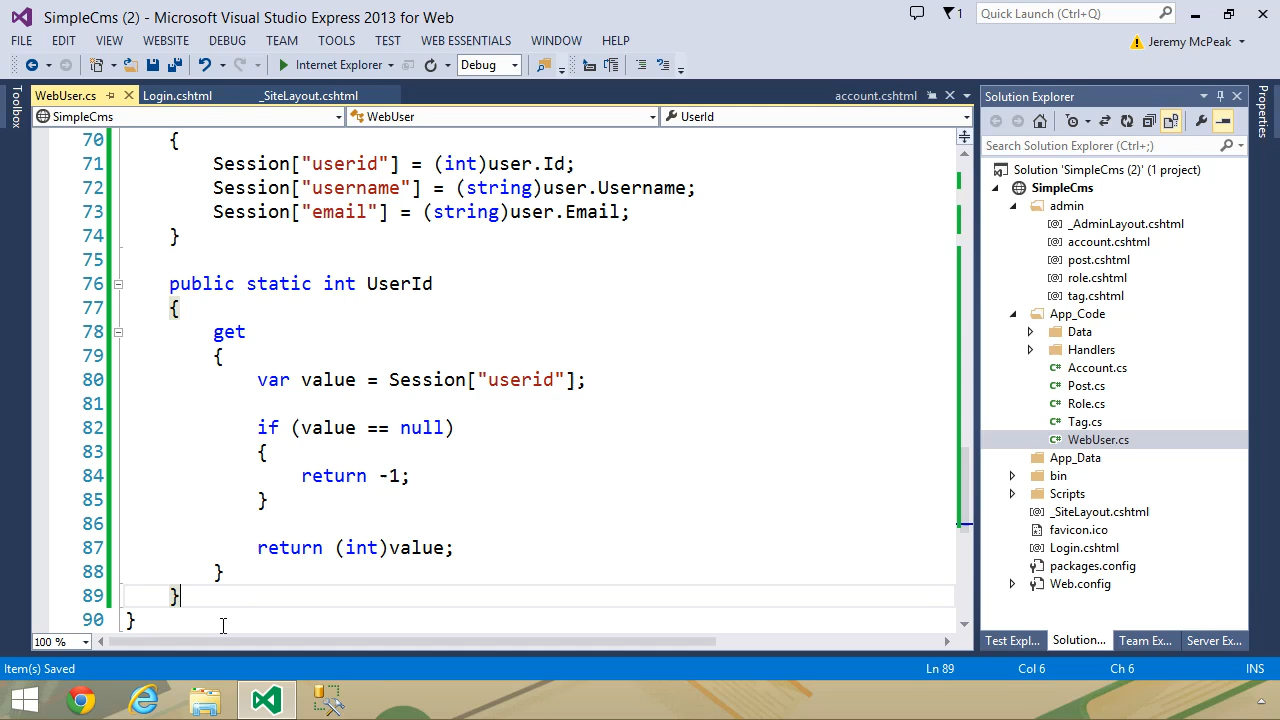 SimpleCms (2) - Microsoft Visual Studio Express 2013 for Web
1
Quick Launch (Ctrl+Q)
FILE EDIT VIEW WEBSITE DEBUG TEAM TOOLS TEST WEB ESSENTIALS WINDOW HELP
Jeremy McPeak
Internet Explorer
Debug
Toolbox
WebUser.cs
Login.cshtml
_SiteLayout.cshtml
account.cshtml
SimpleCms
WebUser
UserId
70 {
71 Session["userid"] = (int)user.Id;
72 Session["username"] = (string)user.Username;
73 Session["email"] = (string)user.Email;
74 }
75
76 public static int UserId
77 {
78 get
79 {
80 var value = Session["userid"];
81
82 if (value == null)
83 {
84 return -1;
85 }
86
87 return (int)value;
88 }
89 }
90 }
100 %
Solution Explorer
Search Solution Explorer (Ctrl+;)
Solution 'SimpleCms (2)' (1 project)
SimpleCms
admin
_AdminLayout.cshtml
account.cshtml
post.cshtml
role.cshtml
tag.cshtml
App_Code
Data
Handlers
Account.cs
Post.cs
Role.cs
Tag.cs
WebUser.cs
App_Data
bin
Scripts
_SiteLayout.cshtml
favicon.ico
Login.cshtml
packages.config
Web.config
Test Expl...
Solution...
Team Ex...
Server Ex...
Properties
Item(s) Saved
Ln 89
Col 6
Ch 6
INS